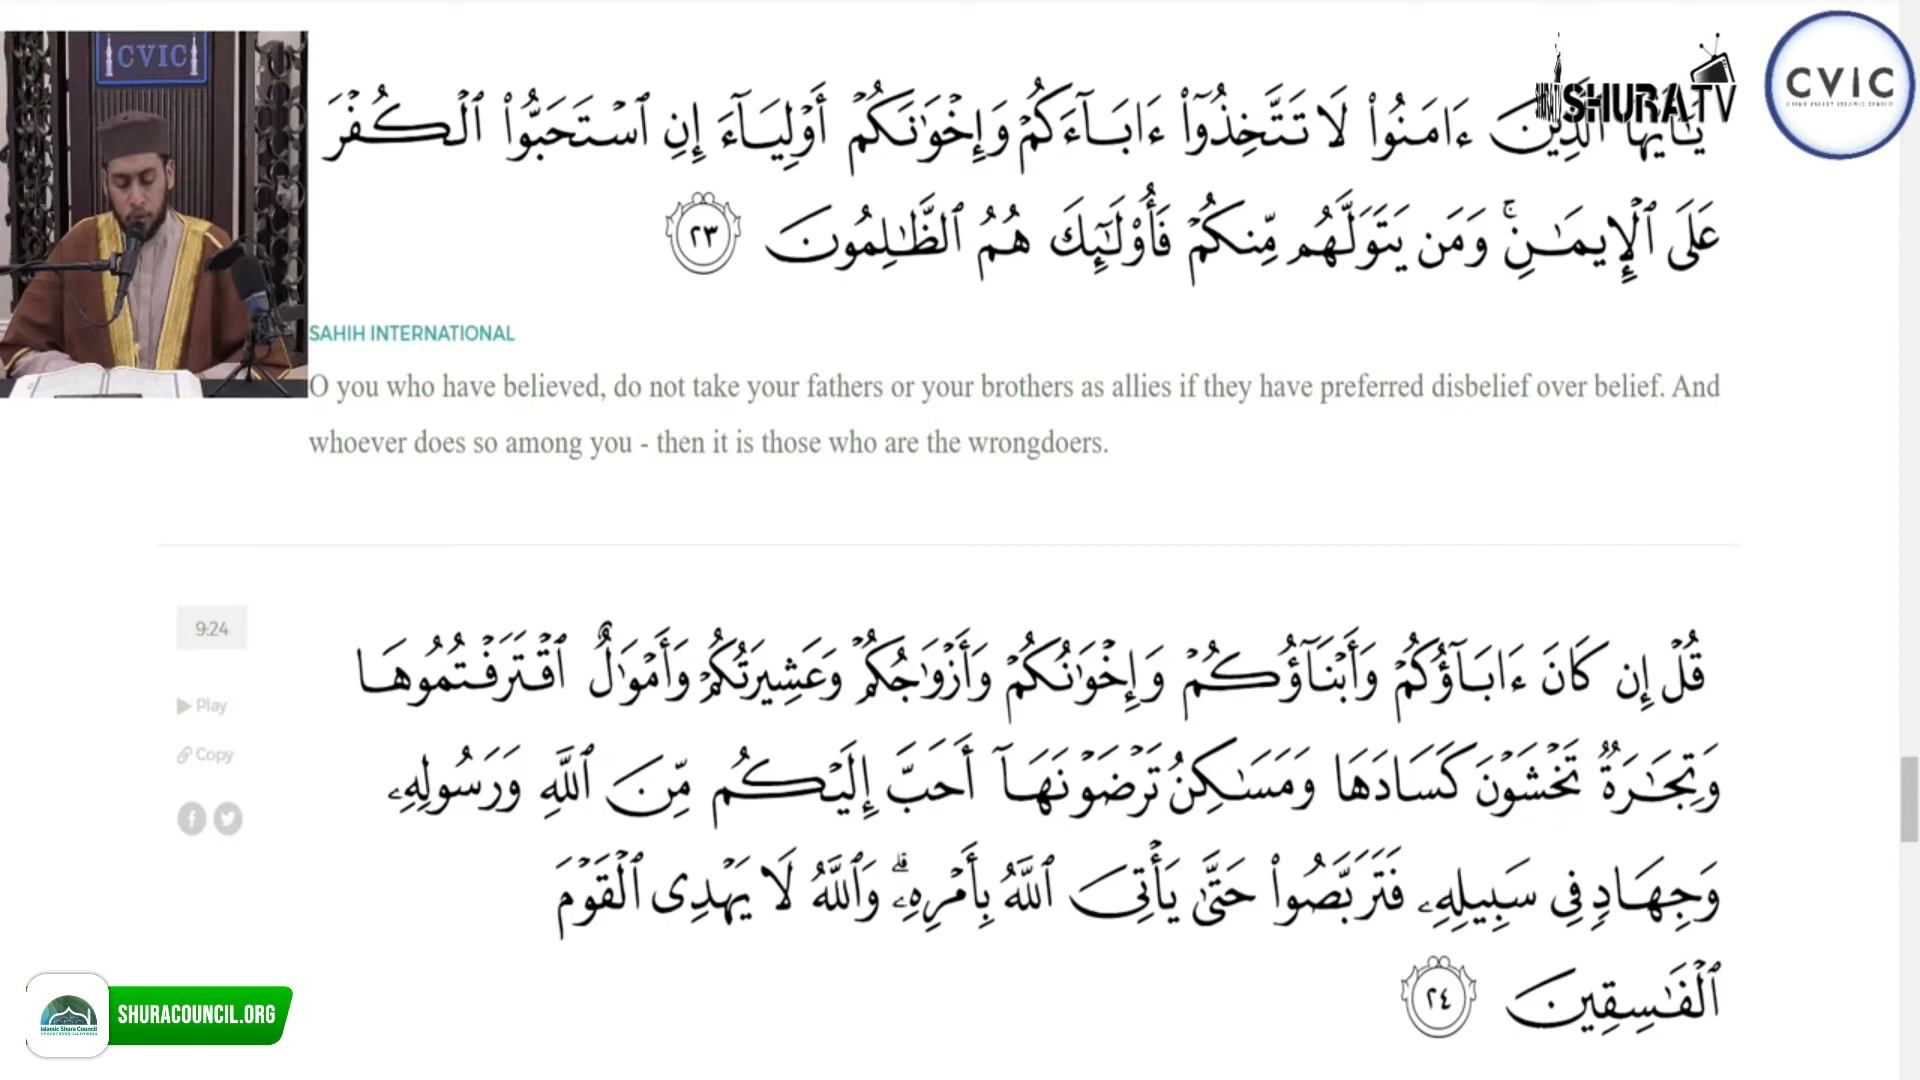 CVIC
SHURATV
CVIC
يَـٰٓأَيُّهَا ٱلَّذِينَ ءَامَنُوا۟ لَا تَتَّخِذُوٓا۟ ءَابَآءَكُمْ وَإِخْوَٰنَكُمْ أَوْلِيَآءَ إِنِ ٱسْتَحَبُّوا۟ ٱلْكُفْرَ
عَلَى ٱلْإِيمَـٰنِ ۚ وَمَن يَتَوَلَّهُم مِّنكُمْ فَأُو۟لَـٰٓئِكَ هُمُ ٱلظَّـٰلِمُونَ ٢٣
SAHIH INTERNATIONAL
O you who have believed, do not take your fathers or your brothers as allies if they have preferred disbelief over belief. And
whoever does so among you - then it is those who are the wrongdoers.
9:24
Play
Copy
قُلْ إِن كَانَ ءَابَآؤُكُمْ وَأَبْنَآؤُكُمْ وَإِخْوَٰنُكُمْ وَأَزْوَٰجُكُمْ وَعَشِيرَتُكُمْ وَأَمْوَٰلٌ ٱقْتَرَفْتُمُوهَا
وَتِجَـٰرَةٌ تَخْشَوْنَ كَسَادَهَا وَمَسَـٰكِنُ تَرْضَوْنَهَآ أَحَبَّ إِلَيْكُم مِّنَ ٱللَّهِ وَرَسُولِهِۦ
وَجِهَادٍ فِى سَبِيلِهِۦ فَتَرَبَّصُوا۟ حَتَّىٰ يَأْتِىَ ٱللَّهُ بِأَمْرِهِۦ ۗ وَٱللَّهُ لَا يَهْدِى ٱلْقَوْمَ
ٱلْفَـٰسِقِينَ ٢٤
Islamic Shura Council
SHURACOUNCIL.ORG